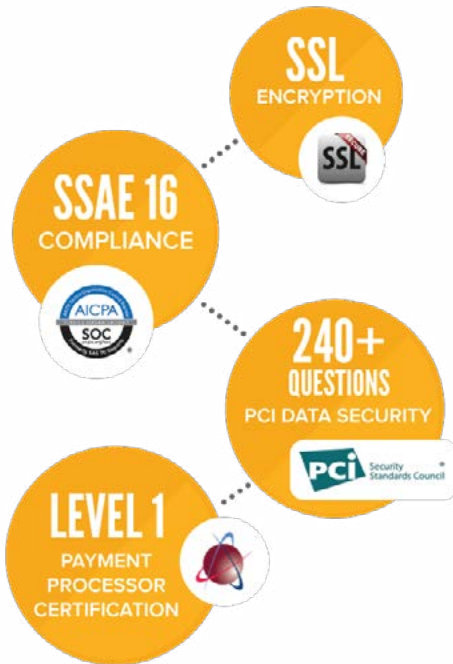 SSL
ENCRYPTION
SECURE
SSL
SSAE 16
COMPLIANCE
AICPA
SOC
240+
QUESTIONS
PCI DATA SECURITY
PCI
Security
Standards Council
LEVEL 1
PAYMENT
PROCESSOR
CERTIFICATION